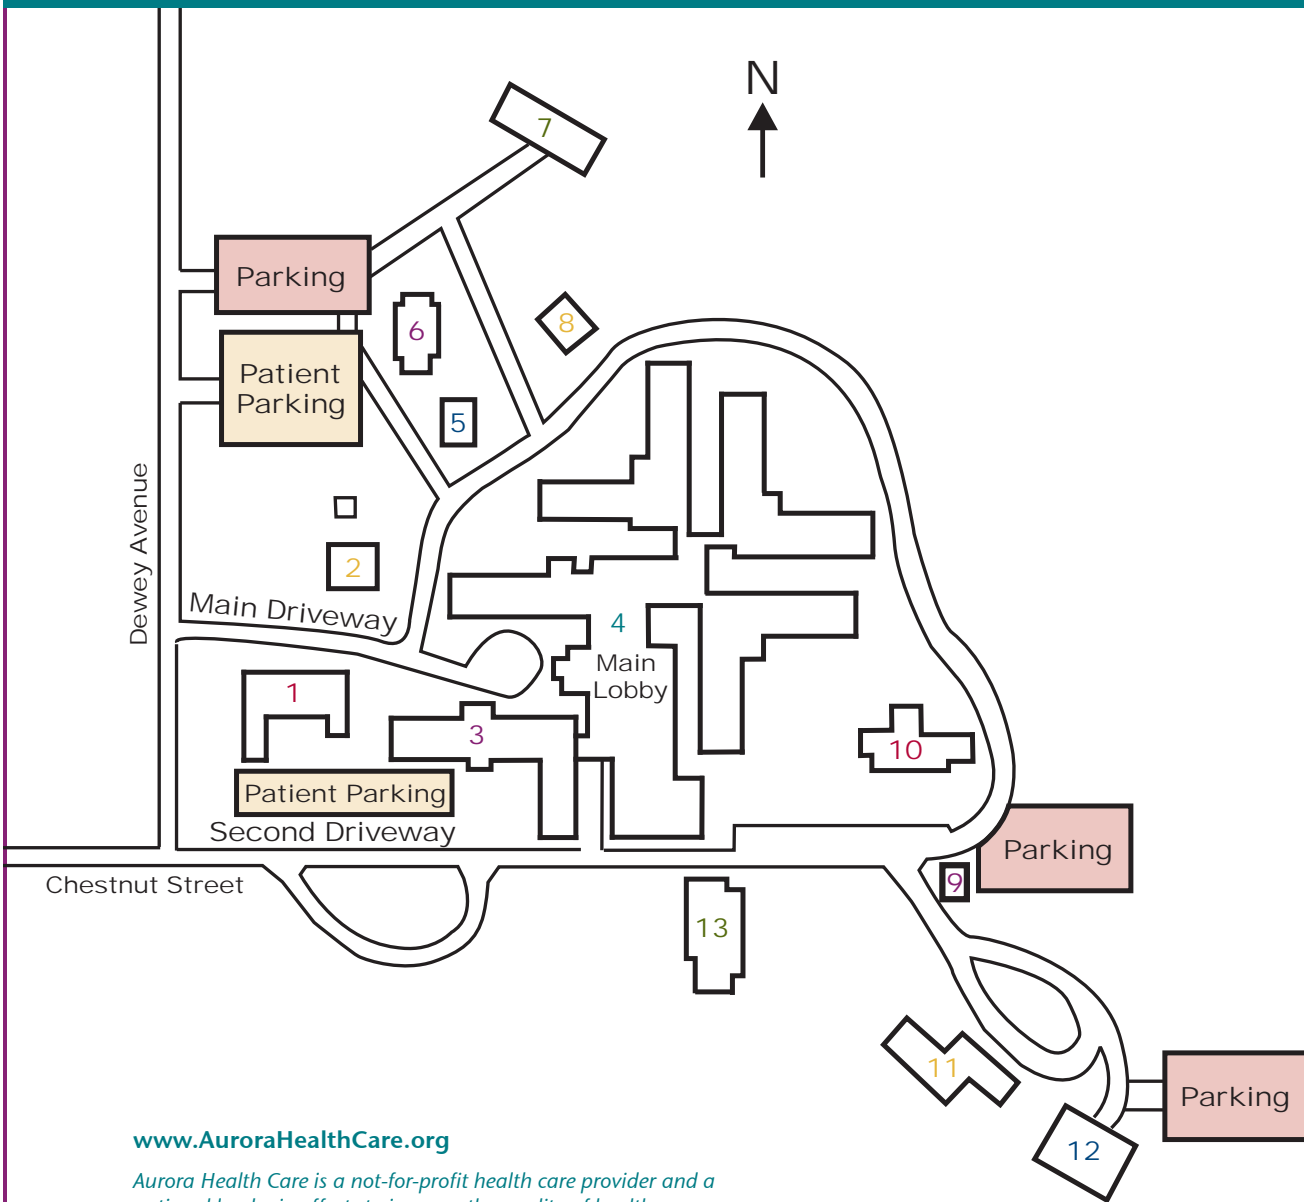 N
7
Parking
6
8
Patient
Parking
5
Dewey Avenue
2
Main Driveway
4
Main
Lobby
1
3
10
Patient Parking
Second Driveway
Parking
Chestnut Street
9
13
11
Parking
12
www.AuroraHealthCare.org
Aurora Health Care is a not-for-profit health care provider and a